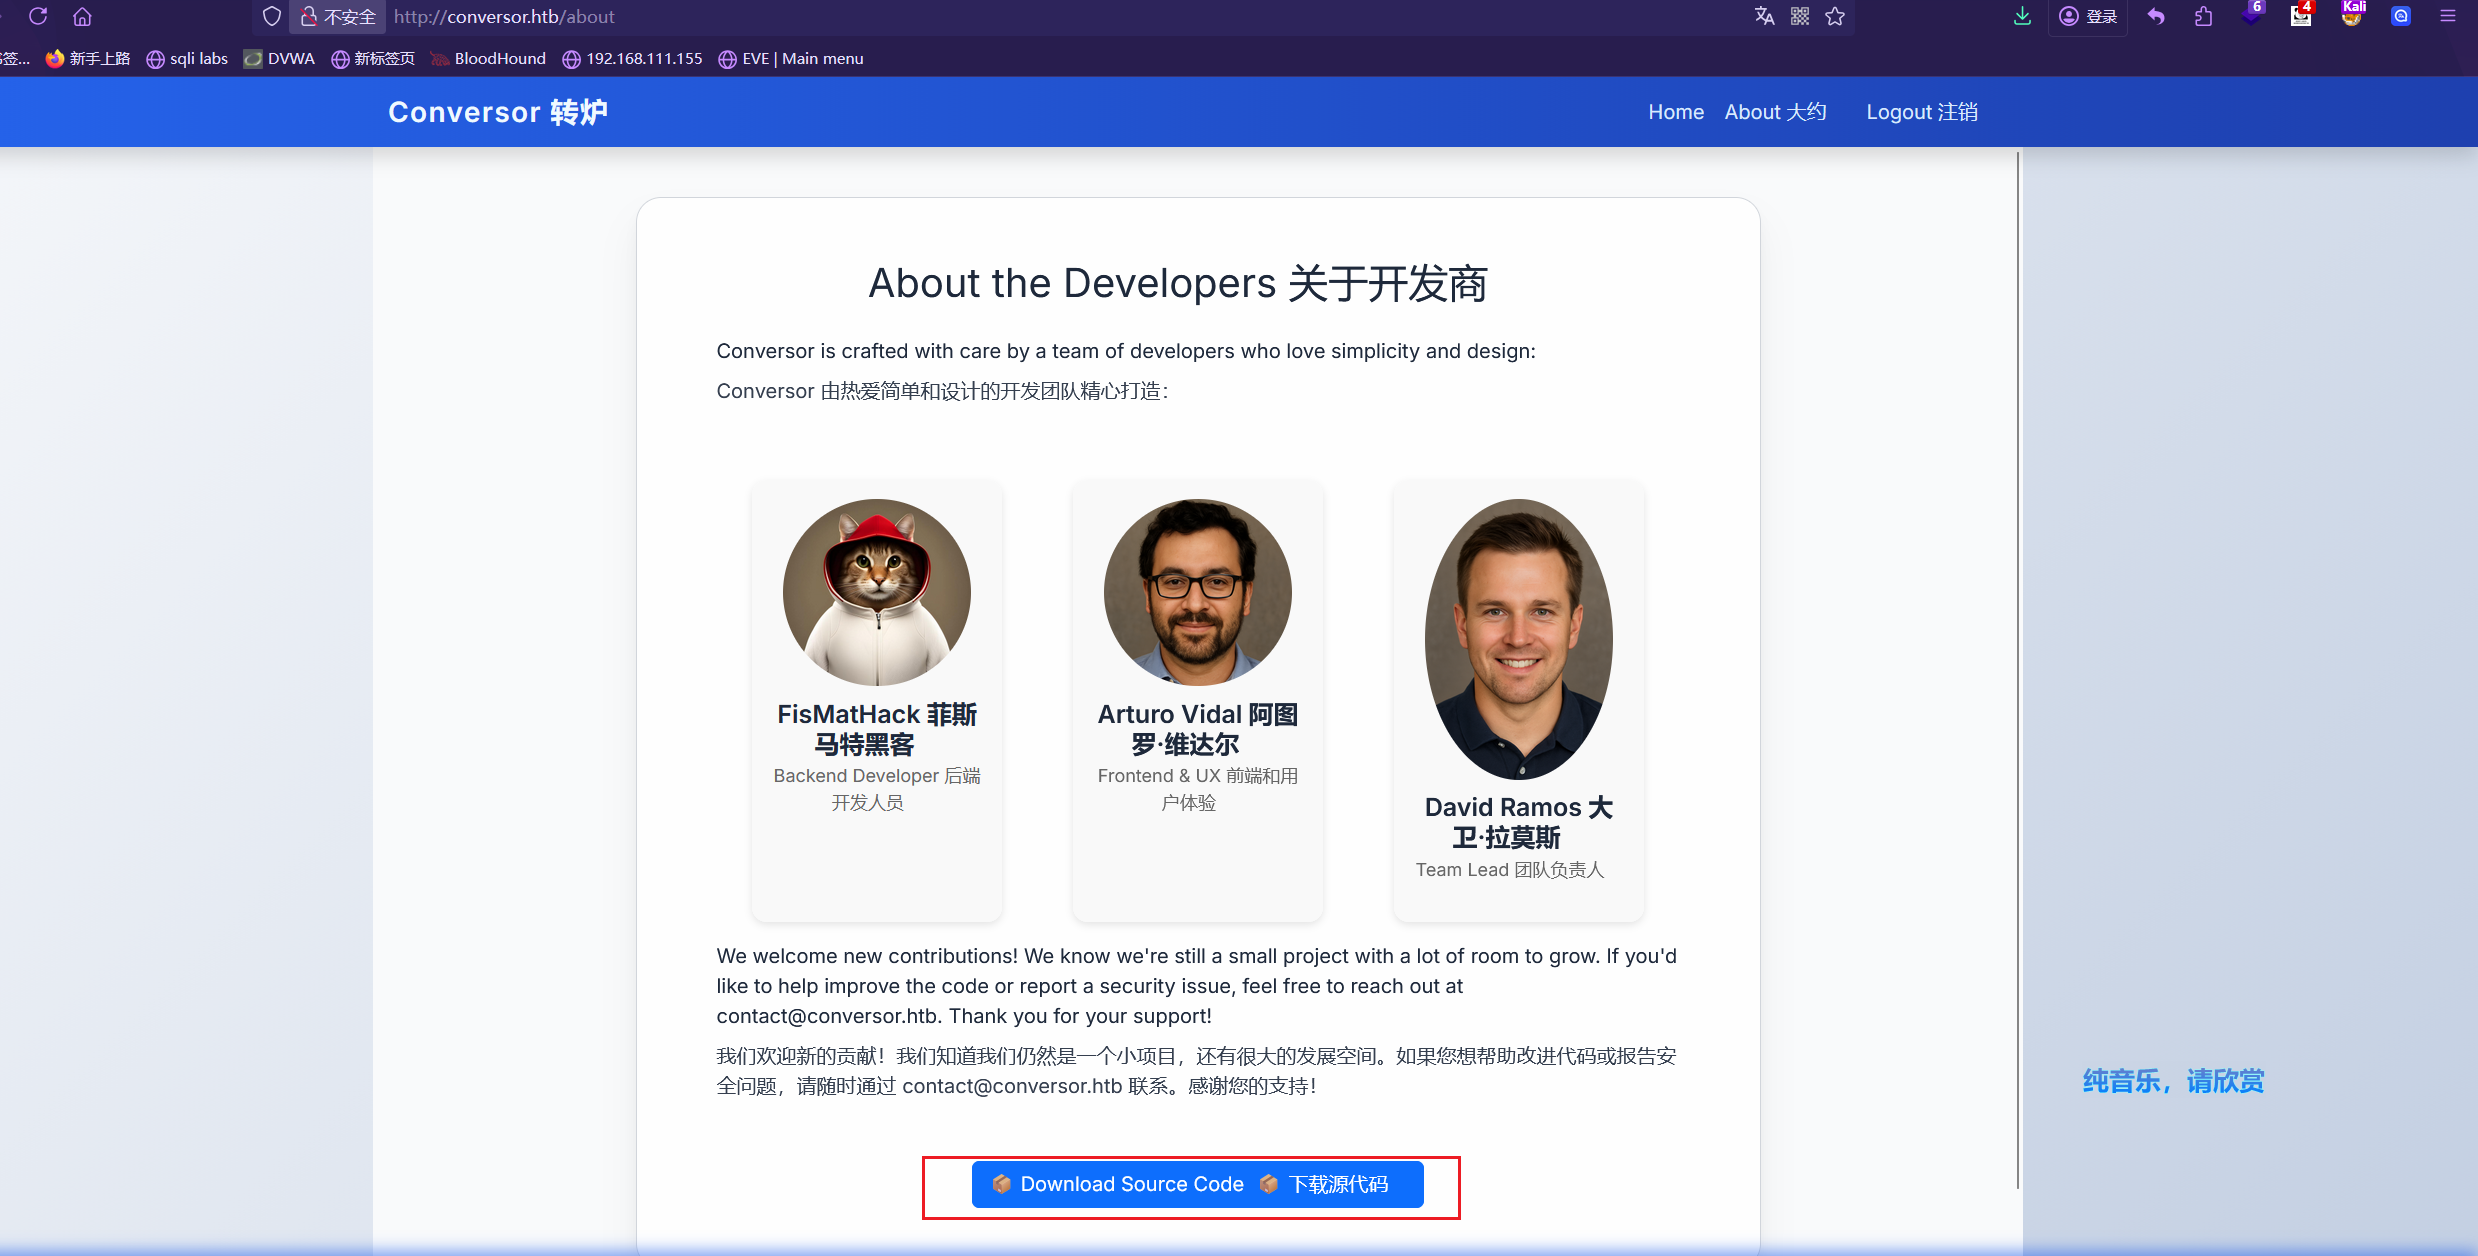 不安全 http://conversor.htb/about 登录 6 4 Kali
签... 新手上路 sqli labs DVWA 新标签页 BloodHound 192.168.111.155 EVE | Main menu
Conversor 转炉 Home About 大约 Logout 注销
About the Developers 关于开发商
Conversor is crafted with care by a team of developers who love simplicity and design:
Conversor 由热爱简单和设计的开发团队精心打造：
FisMatHack 菲斯
马特黑客
Backend Developer 后端
开发人员
Arturo Vidal 阿图
罗·维达尔
Frontend & UX 前端和用
户体验
David Ramos 大
卫·拉莫斯
Team Lead 团队负责人
We welcome new contributions! We know we're still a small project with a lot of room to grow. If you'd
like to help improve the code or report a security issue, feel free to reach out at
contact@conversor.htb. Thank you for your support!
我们欢迎新的贡献！我们知道我们仍然是一个小项目，还有很大的发展空间。如果您想帮助改进代码或报告安
全问题，请随时通过 contact@conversor.htb 联系。感谢您的支持！
纯音乐，请欣赏
📦 Download Source Code 📦 下载源代码